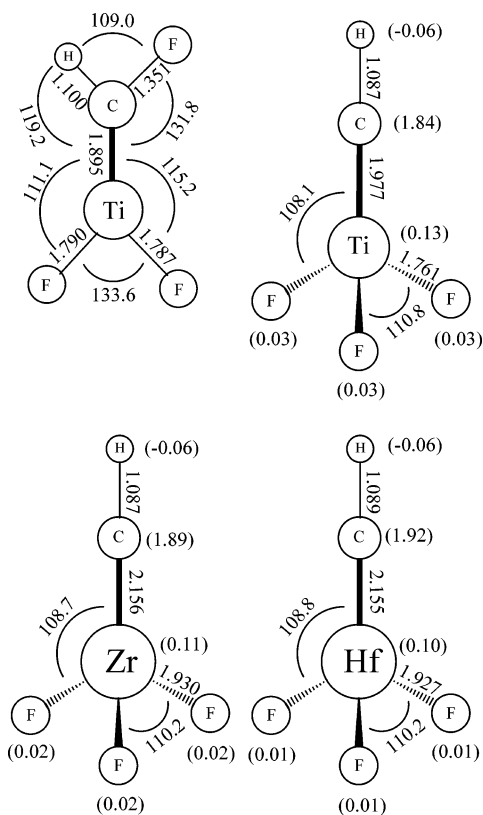 109.0
H F
1.100 1.351
C
119.2 131.8
1.895
111.1 115.2
Ti
1.790 1.787
F F
133.6
H (-0.06)
1.087
C (1.84)
1.977
108.1
Ti (0.13)
1.761
F F
110.8
(0.03) F (0.03)
(0.03)
H (-0.06)
1.087
C (1.89)
2.156
108.7
Zr (0.11)
1.930
F F
110.2
(0.02) F (0.02)
(0.02)
H (-0.06)
1.089
C (1.92)
2.155
108.8
Hf (0.10)
1.927
F F
110.2
(0.01) F (0.01)
(0.01)